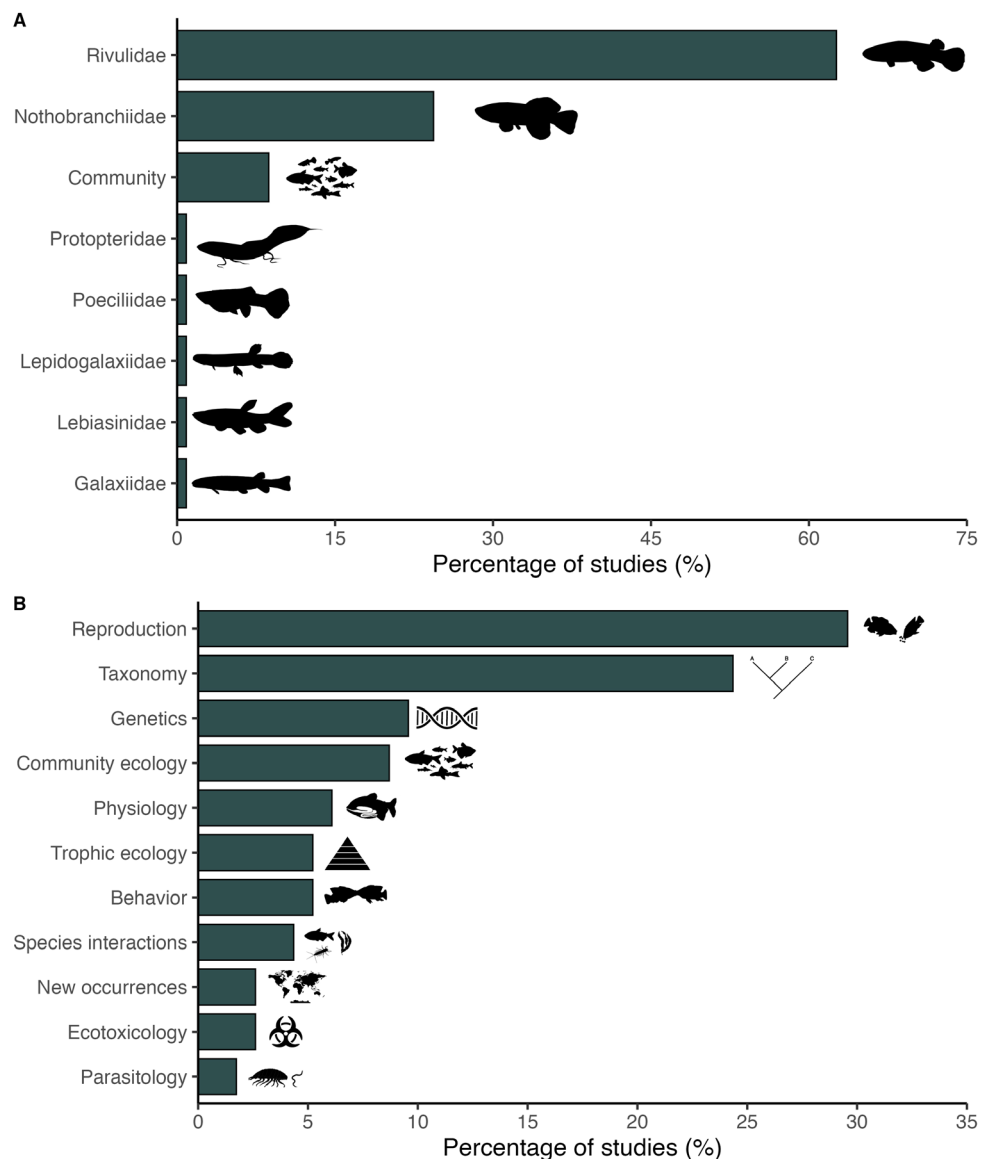 A
Rivulidae
Nothobranchiidae
Community
Protopteridae
Poeciliidae
Lepidogalaxiidae
Lebiasinidae
Galaxiidae
0 15 30 45 60 75
Percentage of studies (%)
B
Reproduction
A B C
Taxonomy
Genetics
Community ecology
Physiology
Trophic ecology
Behavior
Species interactions
New occurrences
Ecotoxicology
Parasitology
0 5 10 15 20 25 30 35
Percentage of studies (%)